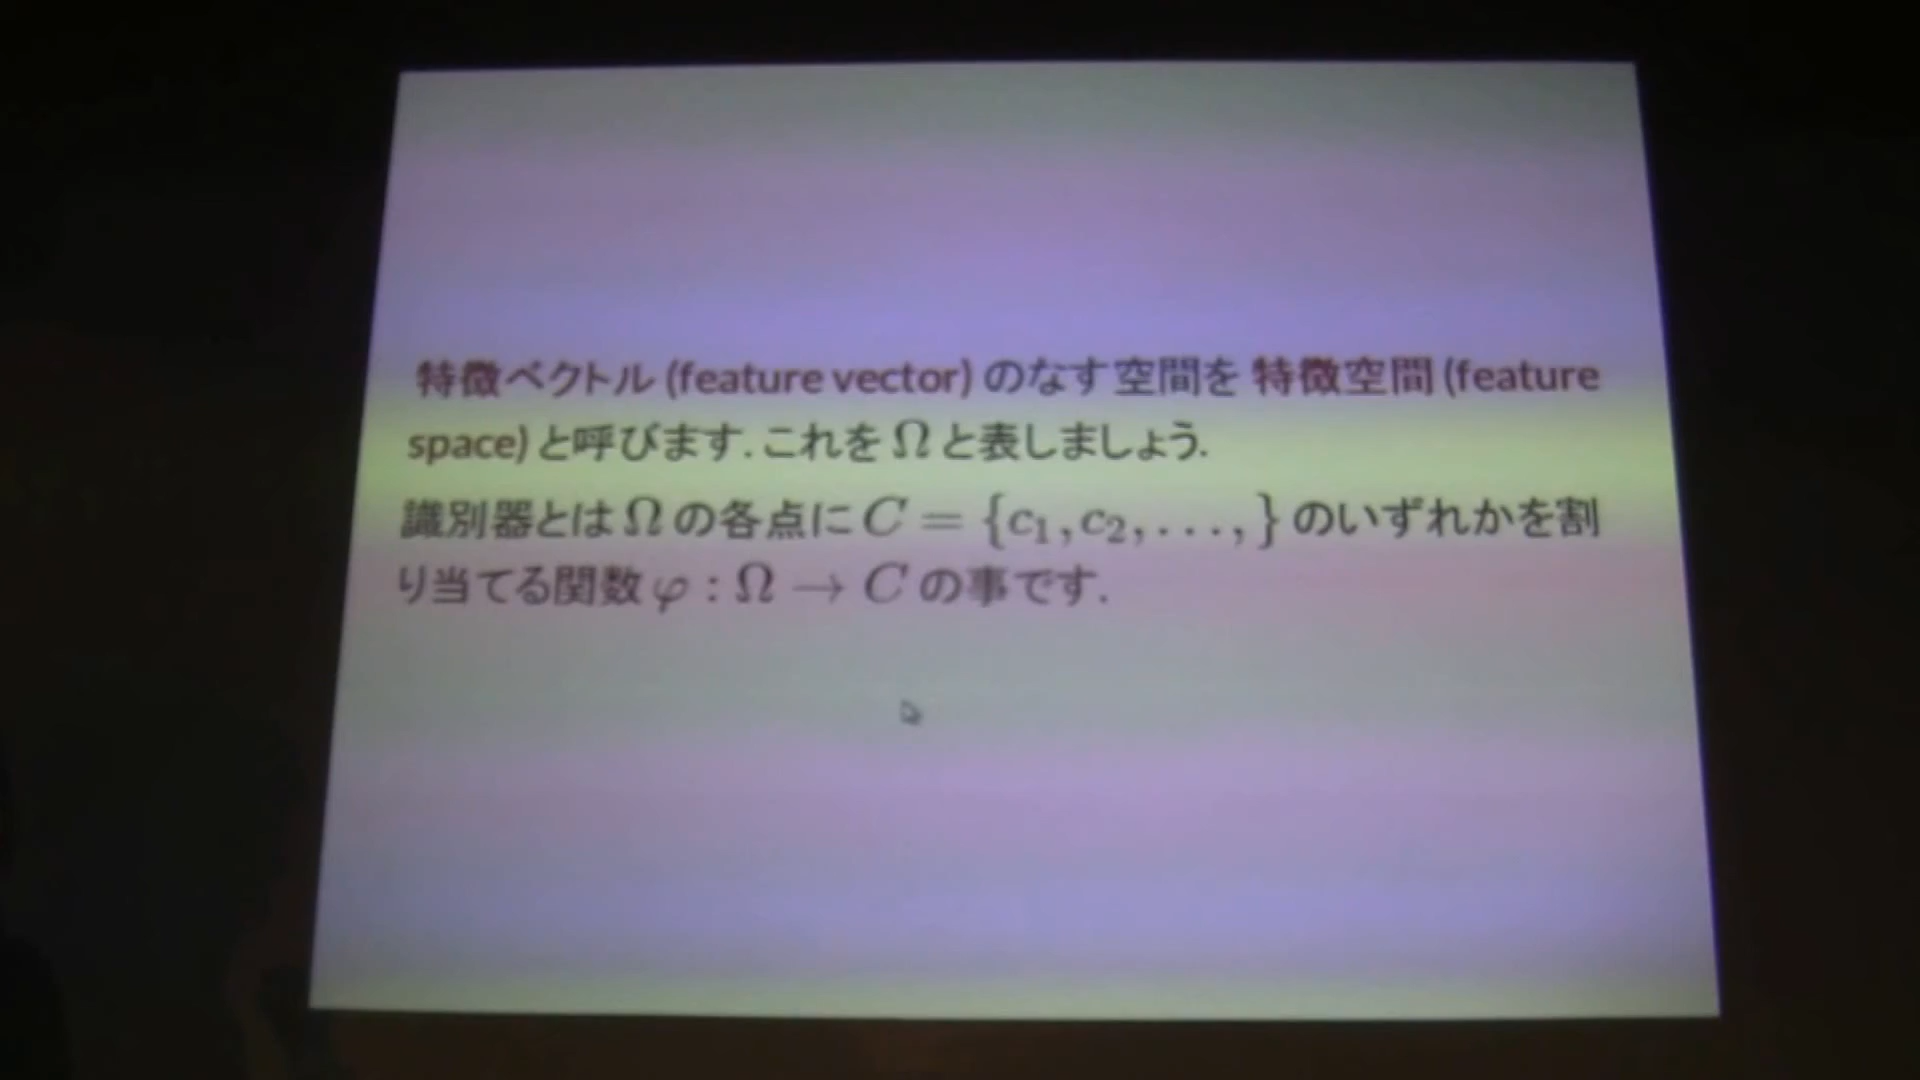 特徴ベクトル (feature vector) のなす空間を 特徴空間 (feature
space) と呼びます. これを Ω と表しましょう.
識別器とは Ω の各点に C = {c₁, c₂, . . . , } のいずれかを割
り当てる関数 φ : Ω → C の事です.